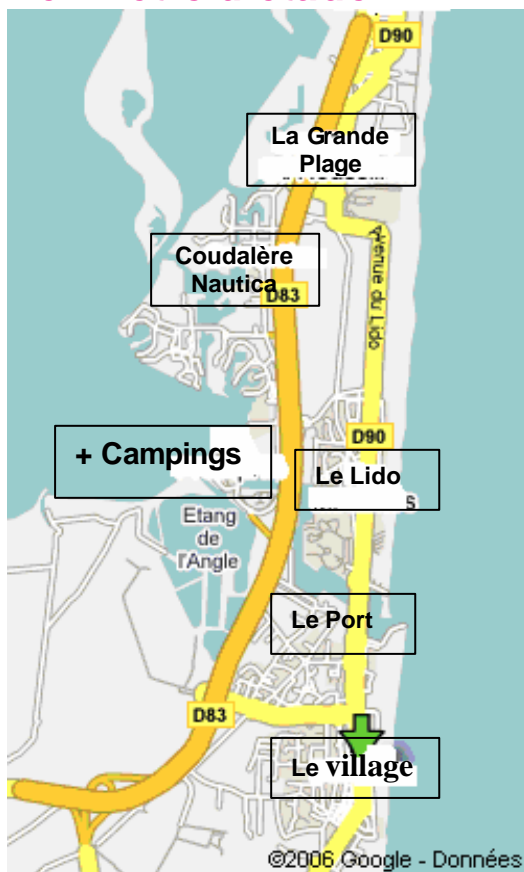 D90
La Grande
Plage
Avenue du Lido
Coudalère
Nautica
D83
D90
+ Campings
Le Lido
S
Etang
de
l'Angle
Le Port
D83
Le village
©2006 Google - Données